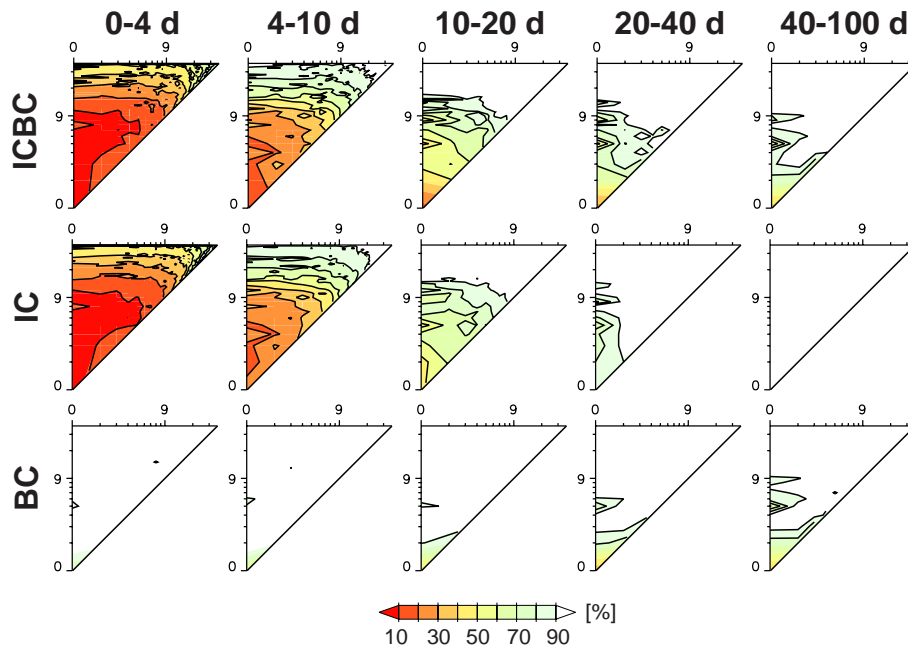 0-4 d 4-10 d 10-20 d 20-40 d 40-100 d
0 9 0 9 0 9 0 9 0 9
ICBC
9 9 9 9 9
0 0 0 0 0
0 9 0 9 0 9 0 9 0 9
IC
9 9 9 9 9
0 0 0 0 0
0 9 0 9 0 9 0 9 0 9
BC
9 9 9 9 9
0 0 0 0 0
[%]
10 30 50 70 90